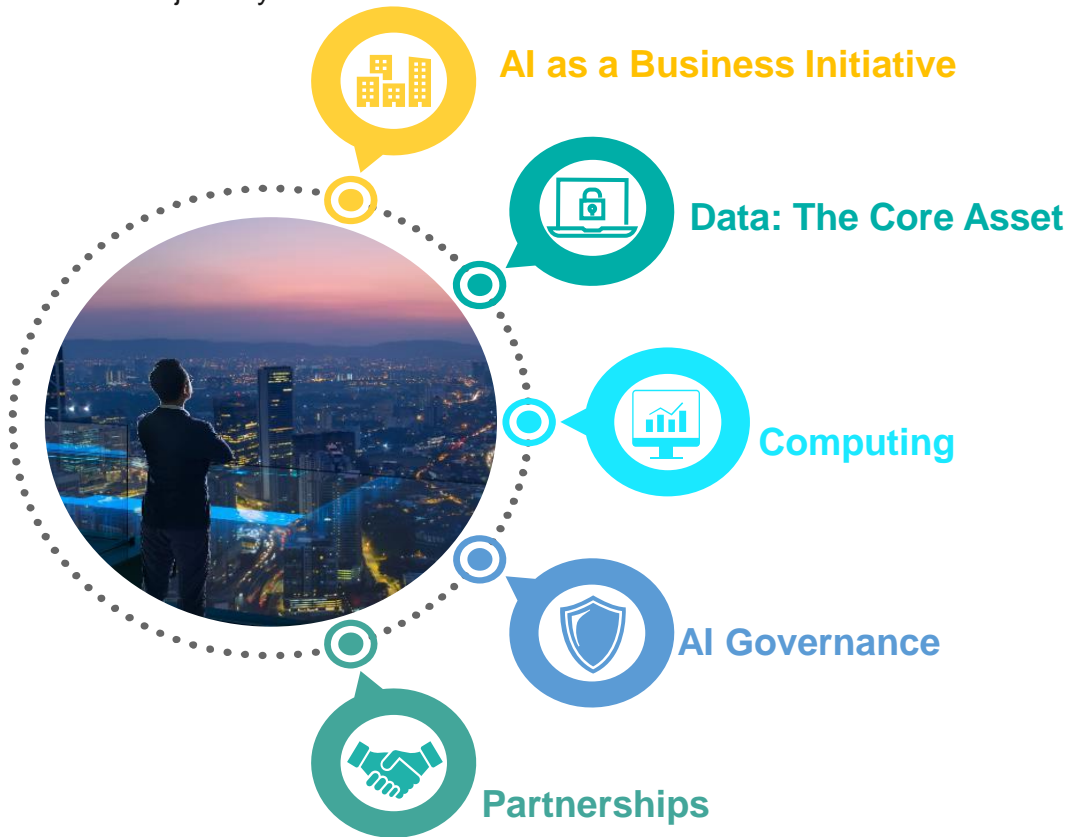 AI as a Business Initiative
Data: The Core Asset
Computing
AI Governance
Partnerships